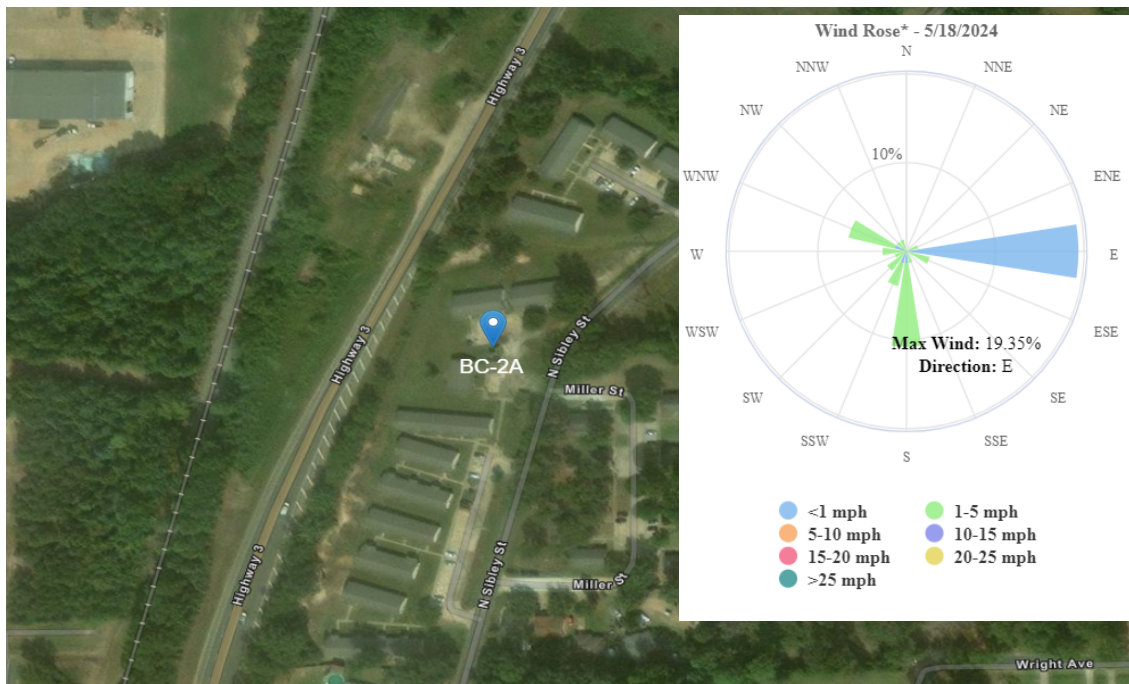 Highway 3
Highway 3
Highway 3
BC-2A
N Sibley St
Miller St
N Sibley St
Miller St
Wright Ave
Wind Rose* - 5/18/2024
N
NNW
NNE
NW
NE
10%
WNW
ENE
W
E
WSW
ESE
Max Wind: 19.35%
Direction: E
SW
SE
SSW
SSE
S
<1 mph
1-5 mph
5-10 mph
10-15 mph
15-20 mph
20-25 mph
>25 mph